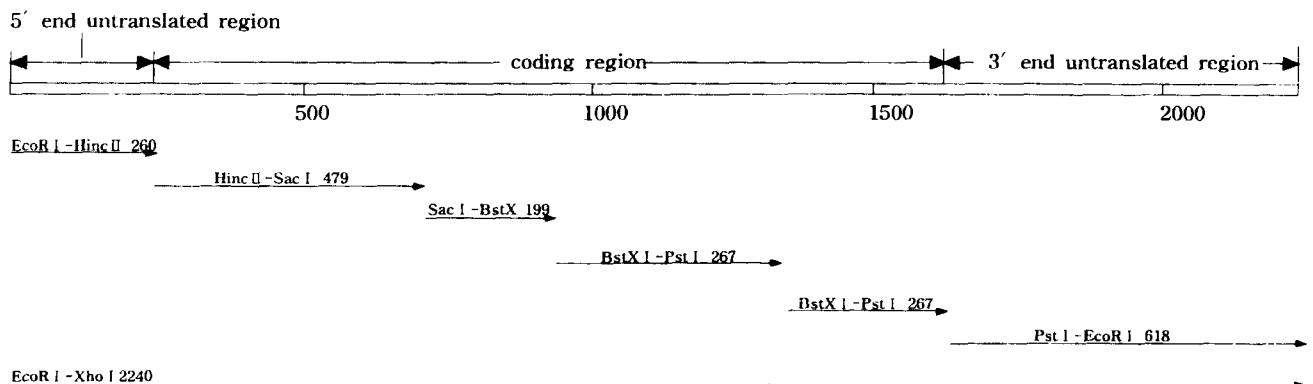 5′ end untranslated region
coding region
3′ end untranslated region
500 1000 1500 2000
EcoR Ⅰ-Hinc Ⅱ 260
Hinc Ⅱ-Sac Ⅰ 479
Sac Ⅰ-BstX 199
BstX Ⅰ-Pst Ⅰ 267
BstX Ⅰ-Pst Ⅰ 267
Pst Ⅰ-EcoR Ⅰ 618
EcoR Ⅰ-Xho Ⅰ 2240